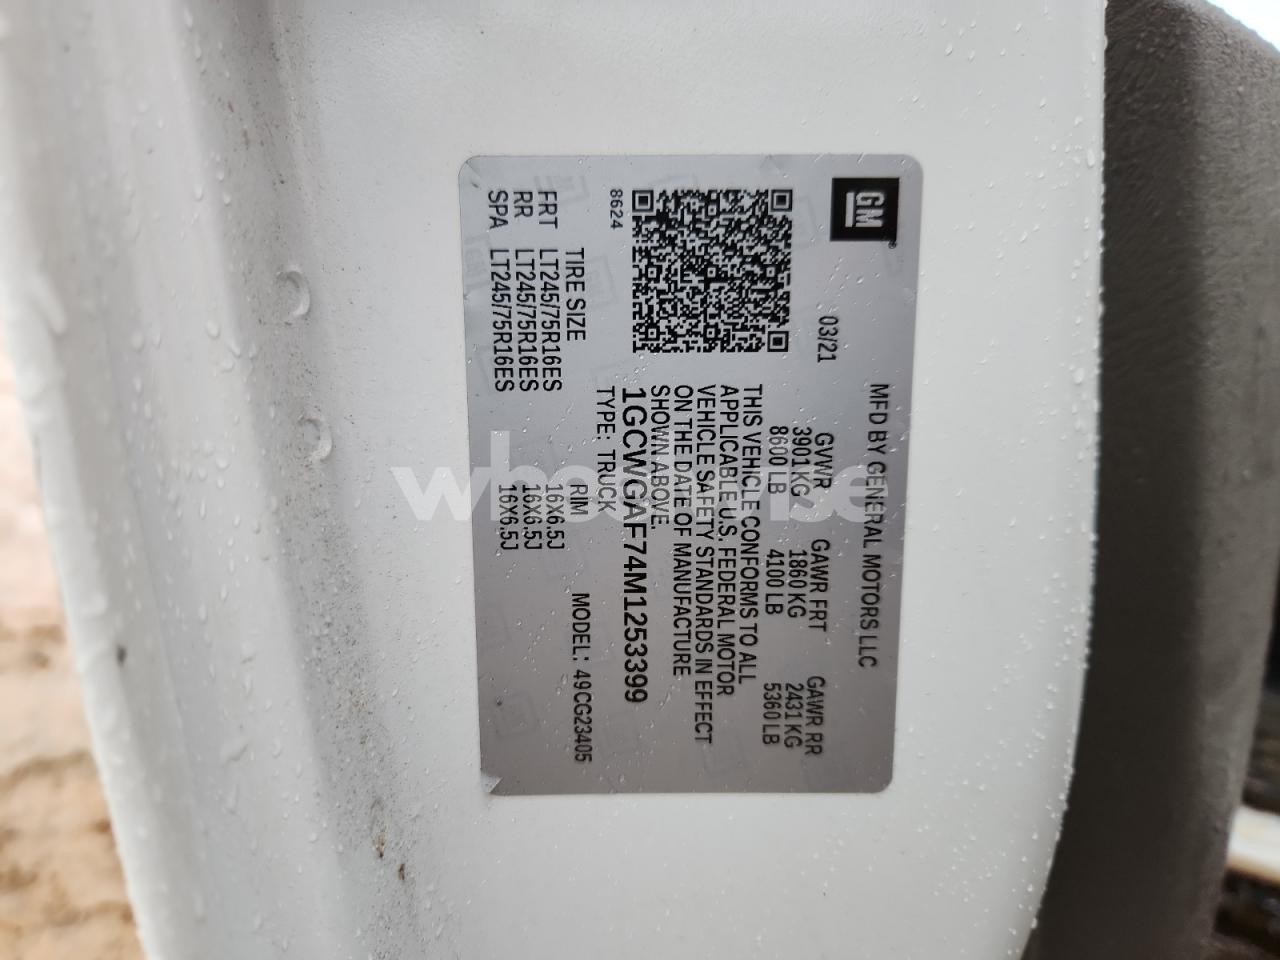 GM
MFD BY GENERAL MOTORS LLC
03/21
GVWR GAWR FRT GAWR RR
3901 KG 1860 KG 2431 KG
8600 LB 4100 LB 5360 LB
THIS VEHICLE CONFORMS TO ALL
APPLICABLE U.S. FEDERAL MOTOR
VEHICLE SAFETY STANDARDS IN EFFECT
ON THE DATE OF MANUFACTURE
SHOWN ABOVE.
8624
1GCWGAF74M1253399
TYPE: TRUCK
MODEL: 49CG23405
TIRE SIZE RIM
FRT LT245/75R16ES 16X6.5J
RR LT245/75R16ES 16X6.5J
SPA LT245/75R16ES 16X6.5J